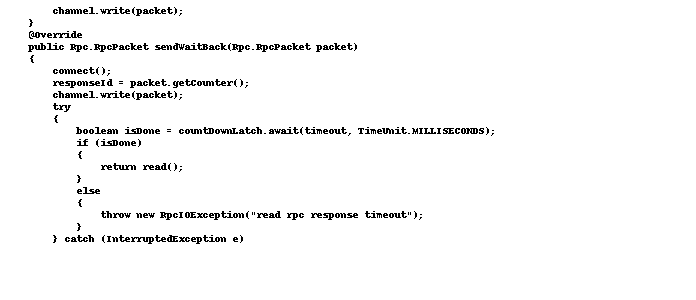 channel.write(packet);
}
@Override
public Rpc.RpcPacket sendWaitBack(Rpc.RpcPacket packet)
{
connect();
responseId = packet.getCounter();
channel.write(packet);
try
{
boolean isDone = countDownLatch.await(timeout, TimeUnit.MILLISECONDS);
if (isDone)
{
return read();
}
else
{
throw new RpcIOException("read rpc response timeout");
}
} catch (InterruptedException e)